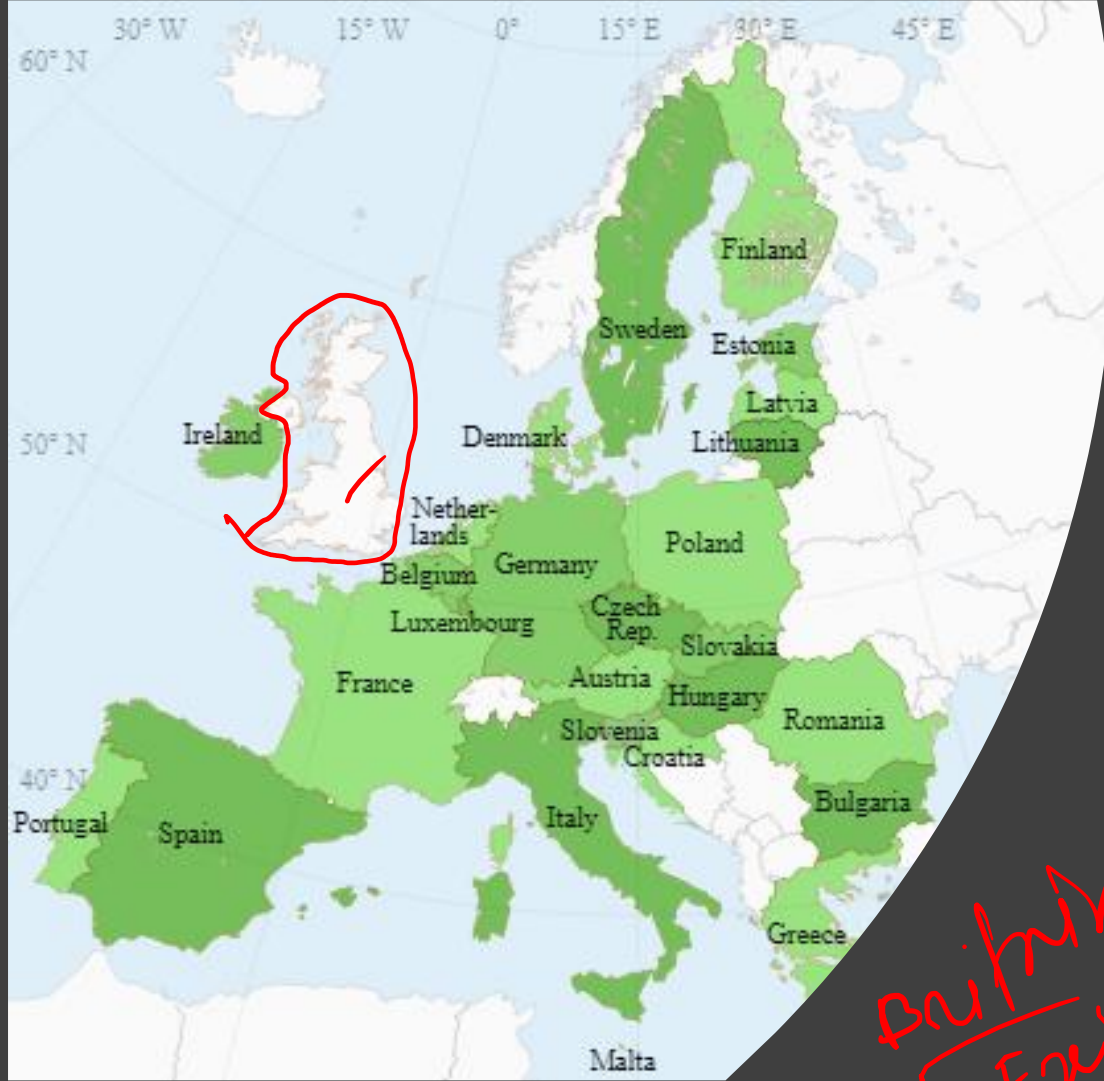 30° W 15° W 0° 15° E 30° E 45° E
60° N
Finland
Sweden
Estonia
Latvia
Ireland
Denmark
Lithuania
50° N
Nether-
lands
Poland
Germany
Belgium
Czech
Rep.
Luxembourg
Slovakia
France
Austria
Hungary
Romania
Slovenia
Croatia
40° N
Bulgaria
Portugal
Spain
Italy
Greece
Malta